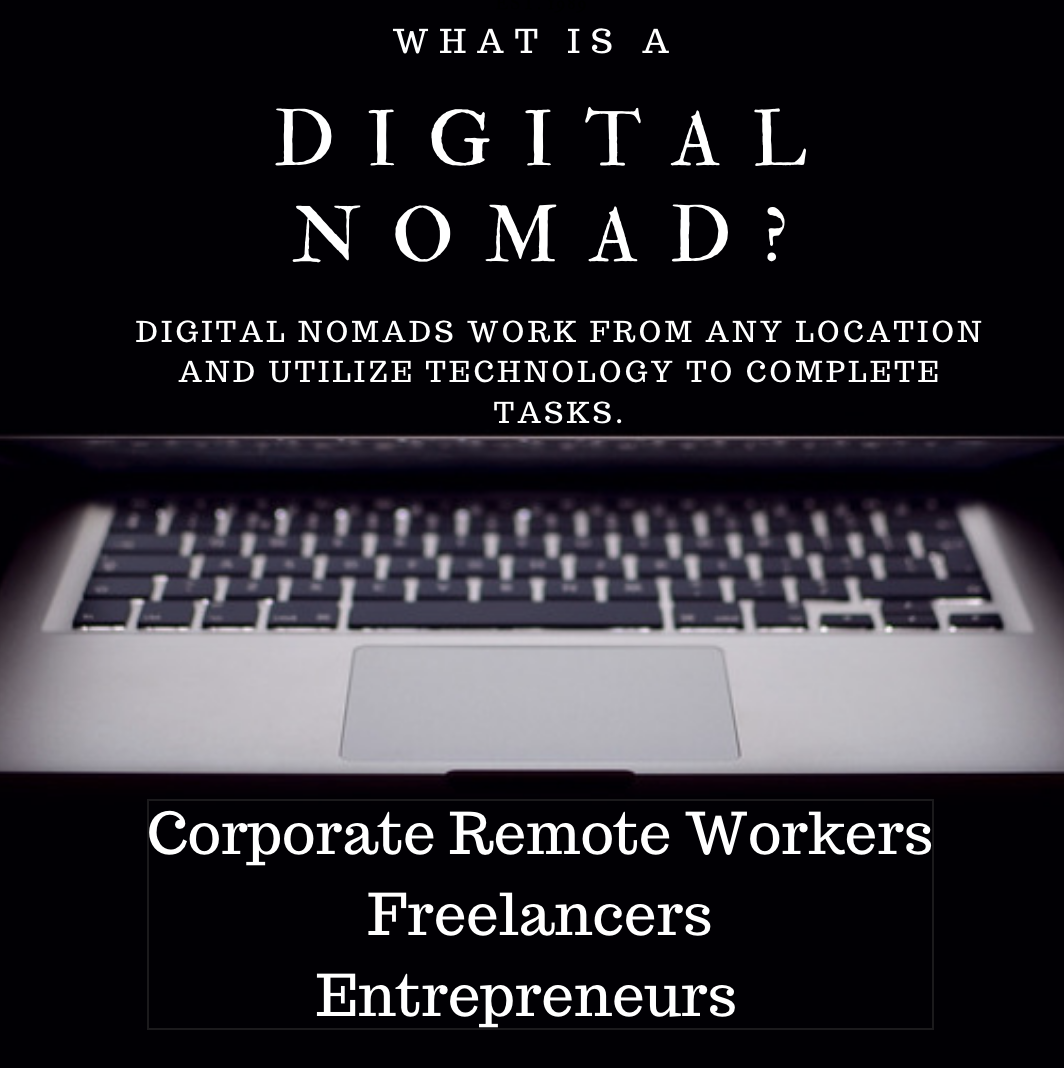 WHAT IS A
DIGITAL
NOMAD?
DIGITAL NOMADS WORK FROM ANY LOCATION
AND UTILIZE TECHNOLOGY TO COMPLETE
TASKS.
Corporate Remote Workers
Freelancers
Entrepreneurs